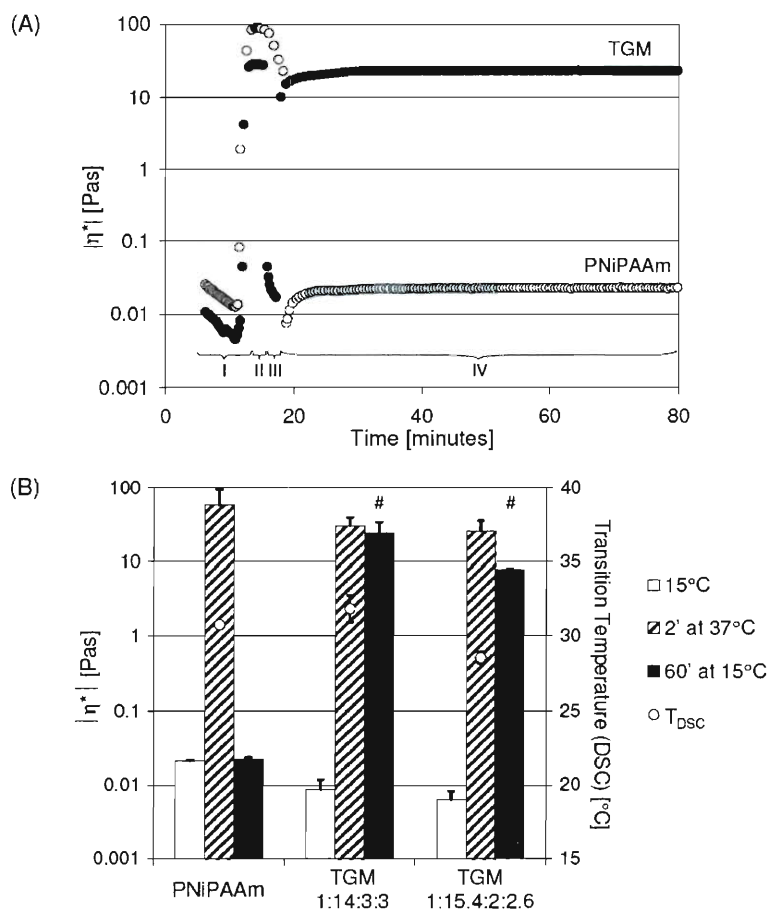 (A)
100
10
1
0.1
0.01
0.001
|η*| [Pas]
TGM
PNiPAAm
I II III IV
0 20 40 60 80
Time [minutes]
(B)
100
10
1
0.1
0.01
0.001
|η*| [Pas]
# #
40
35
30
25
20
15
Transition Temperature (DSC) [°C]
PNiPAAm
TGM
1:14:3:3
TGM
1:15.4:2:2.6
15°C
2' at 37°C
60' at 15°C
T_DSC